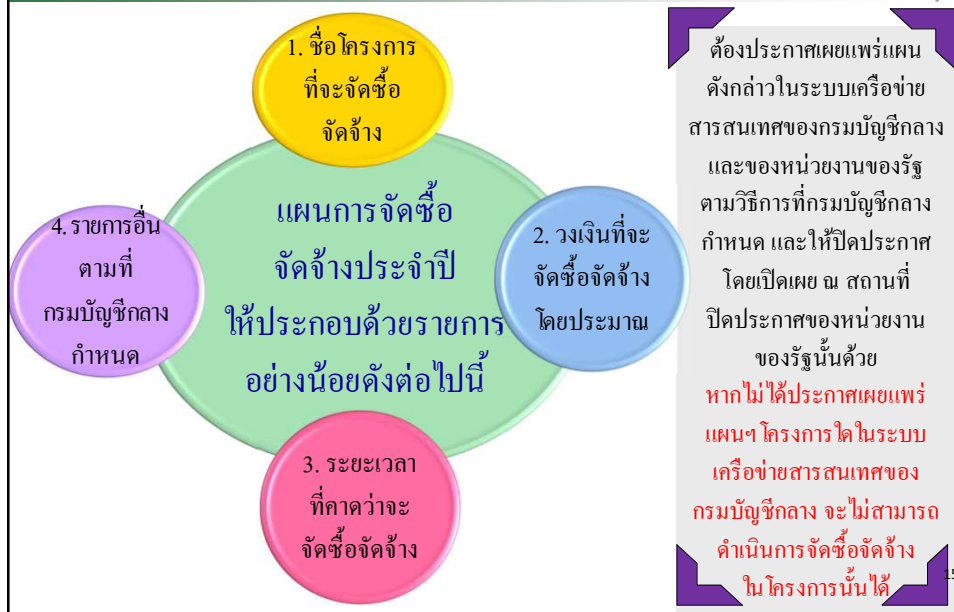 1. ชื่อโครงการ
ที่จะจัดซื้อ
จัดจ้าง
แผนการจัดซื้อ
จัดจ้างประจำปี
ให้ประกอบด้วยรายการ
อย่างน้อยดังต่อไปนี้
2. วงเงินที่จะ
จัดซื้อจัดจ้าง
โดยประมาณ
3. ระยะเวลา
ที่คาดว่าจะ
จัดซื้อจัดจ้าง
4. รายการอื่น
ตามที่
กรมบัญชีกลาง
กำหนด
ต้องประกาศเผยแพร่แผน
ดังกล่าวในระบบเครือข่าย
สารสนเทศของกรมบัญชีกลาง
และของหน่วยงานของรัฐ
ตามวิธีการที่กรมบัญชีกลาง
กำหนด และให้ปิดประกาศ
โดยเปิดเผย ณ สถานที่
ปิดประกาศของหน่วยงาน
ของรัฐนั้นด้วย
หากไม่ได้ประกาศเผยแพร่
แผนฯ โครงการใดในระบบ
เครือข่ายสารสนเทศของ
กรมบัญชีกลาง จะไม่สามารถ
ดำเนินการจัดซื้อจัดจ้าง
ในโครงการนั้นได้
15